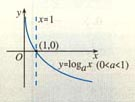 y
x=1
(1,0)
O
x
y=logₐx (0<a<1)